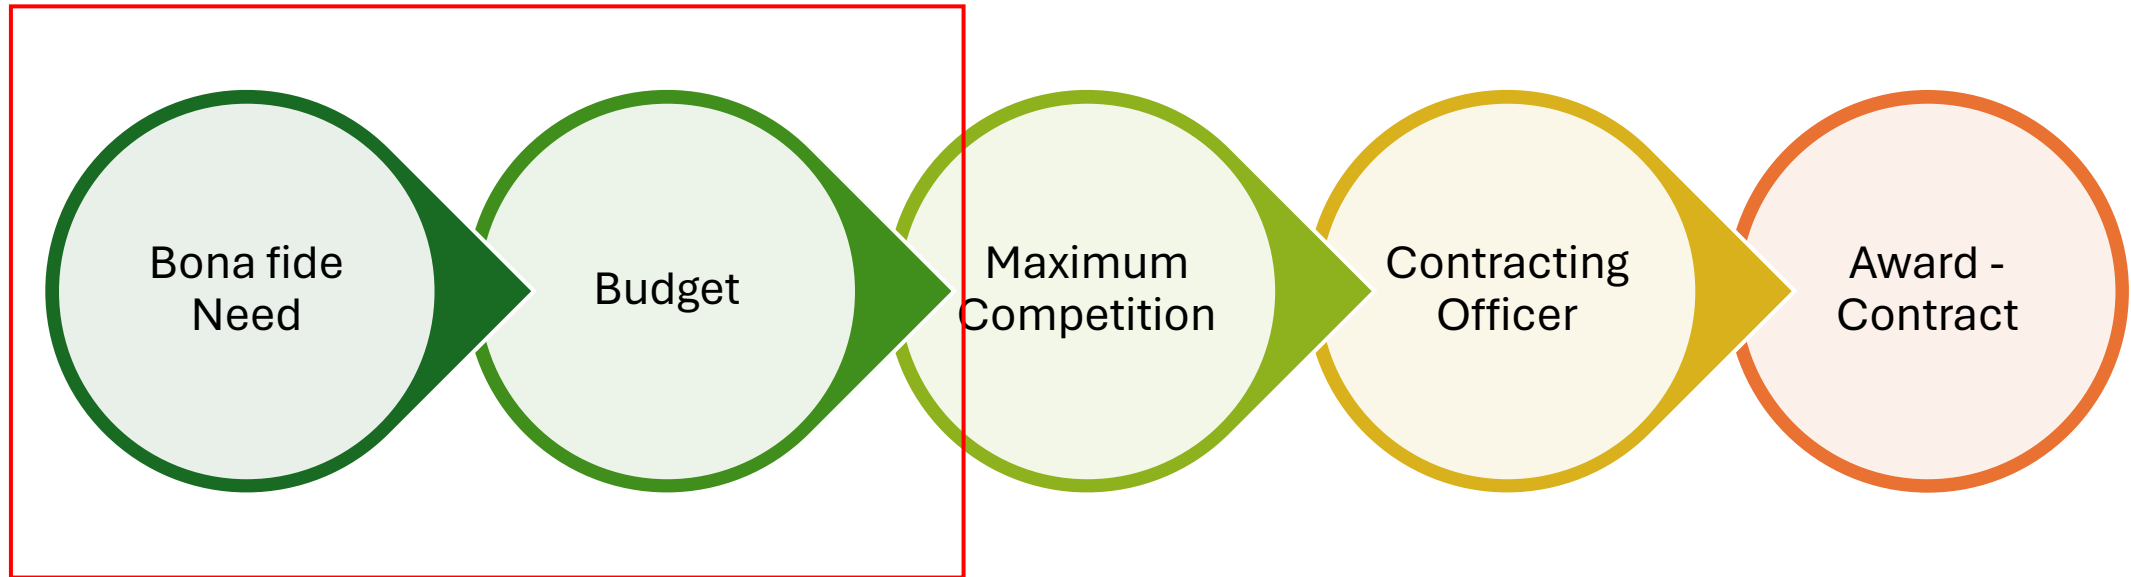 Bona fide
Need
Budget
Maximum
Competition
Contracting
Officer
Award -
Contract